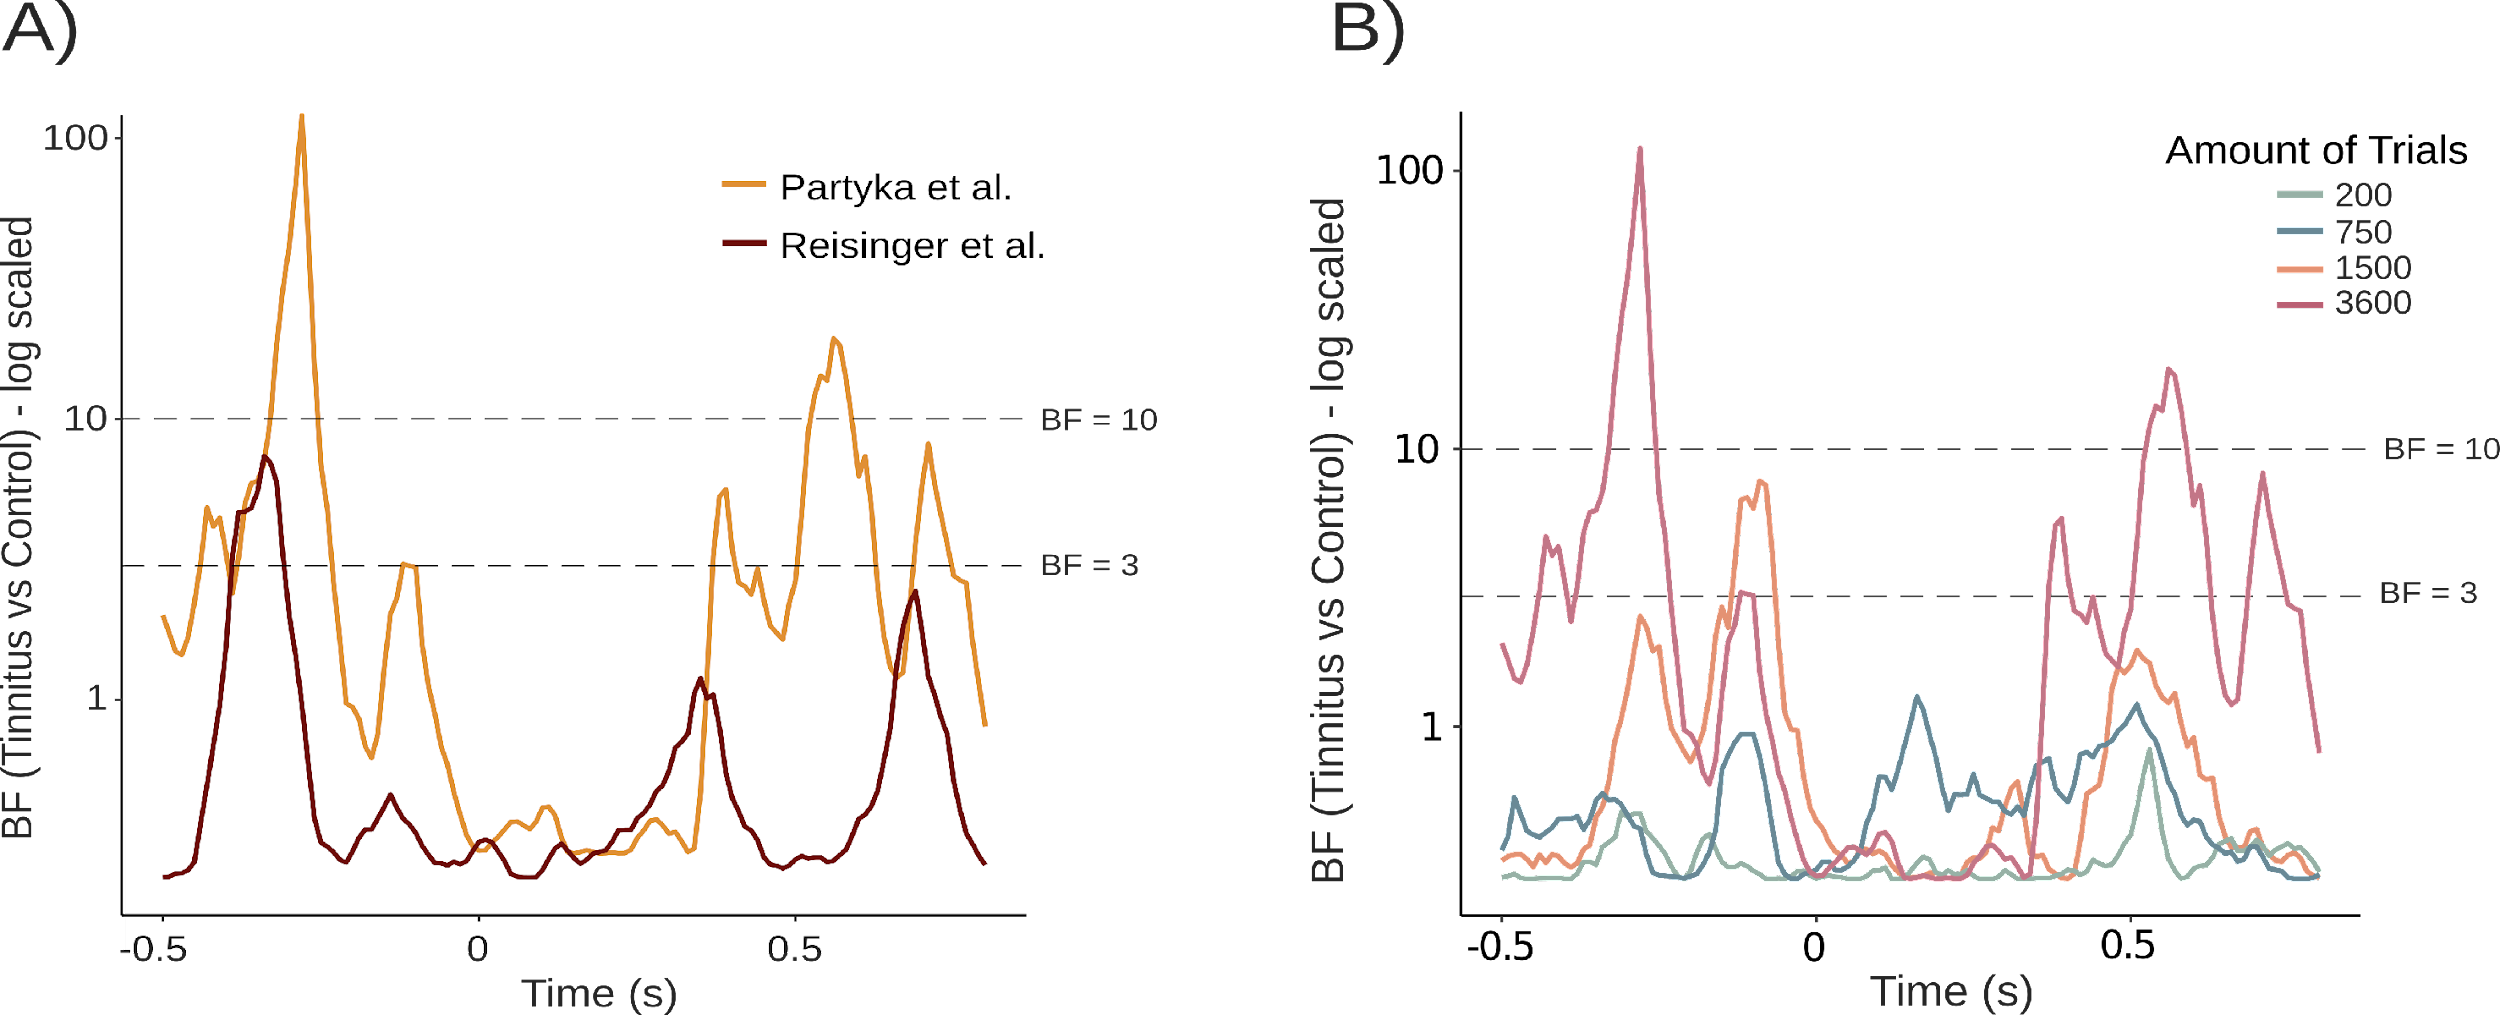 A)
BF (Tinnitus vs Control) - log scaled
100
10
1
Partyka et al.
Reisinger et al.
BF = 10
BF = 3
-0.5
0
0.5
Time (s)
B)
BF (Tinnitus vs Control) - log scaled
100
10
1
Amount of Trials
200
750
1500
3600
BF = 10
BF = 3
-0.5
0
0.5
Time (s)